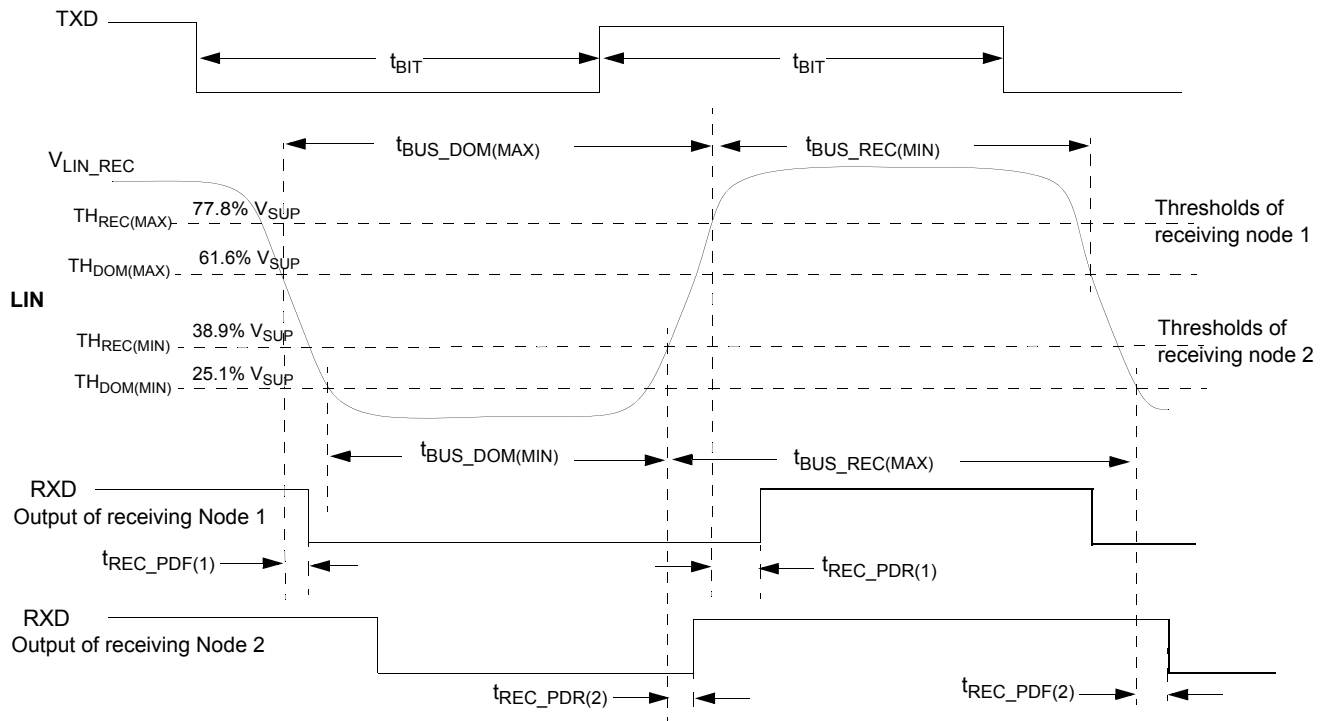 TXD
tBIT
tBIT
tBUS_DOM(MAX)
tBUS_REC(MIN)
VLIN_REC
THREC(MAX) 77.8% VSUP
Thresholds of
receiving node 1
THDOM(MAX) 61.6% VSUP
LIN
THREC(MIN) 38.9% VSUP
Thresholds of
receiving node 2
THDOM(MIN) 25.1% VSUP
tBUS_DOM(MIN)
tBUS_REC(MAX)
RXD
Output of receiving Node 1
tREC_PDF(1)
tREC_PDR(1)
RXD
Output of receiving Node 2
tREC_PDR(2)
tREC_PDF(2)